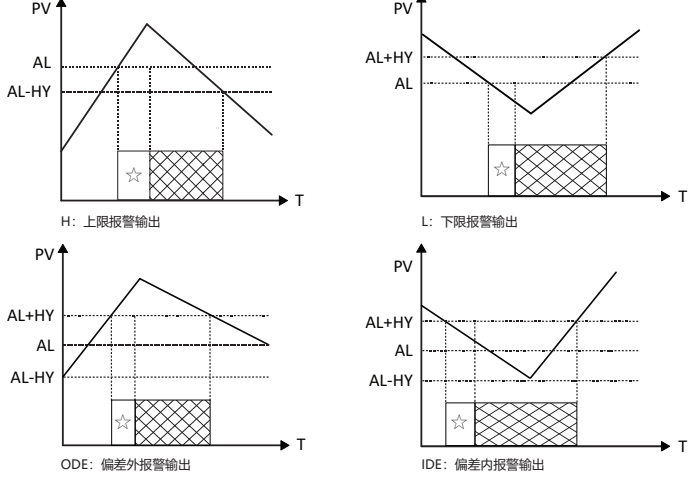 PV
AL
AL-HY
☆
T
H：上限报警输出
PV
AL+HY
AL
☆
T
L：下限报警输出
PV
AL+HY
AL
AL-HY
☆
T
ODE：偏差外报警输出
PV
AL+HY
AL
AL-HY
☆
T
IDE：偏差内报警输出